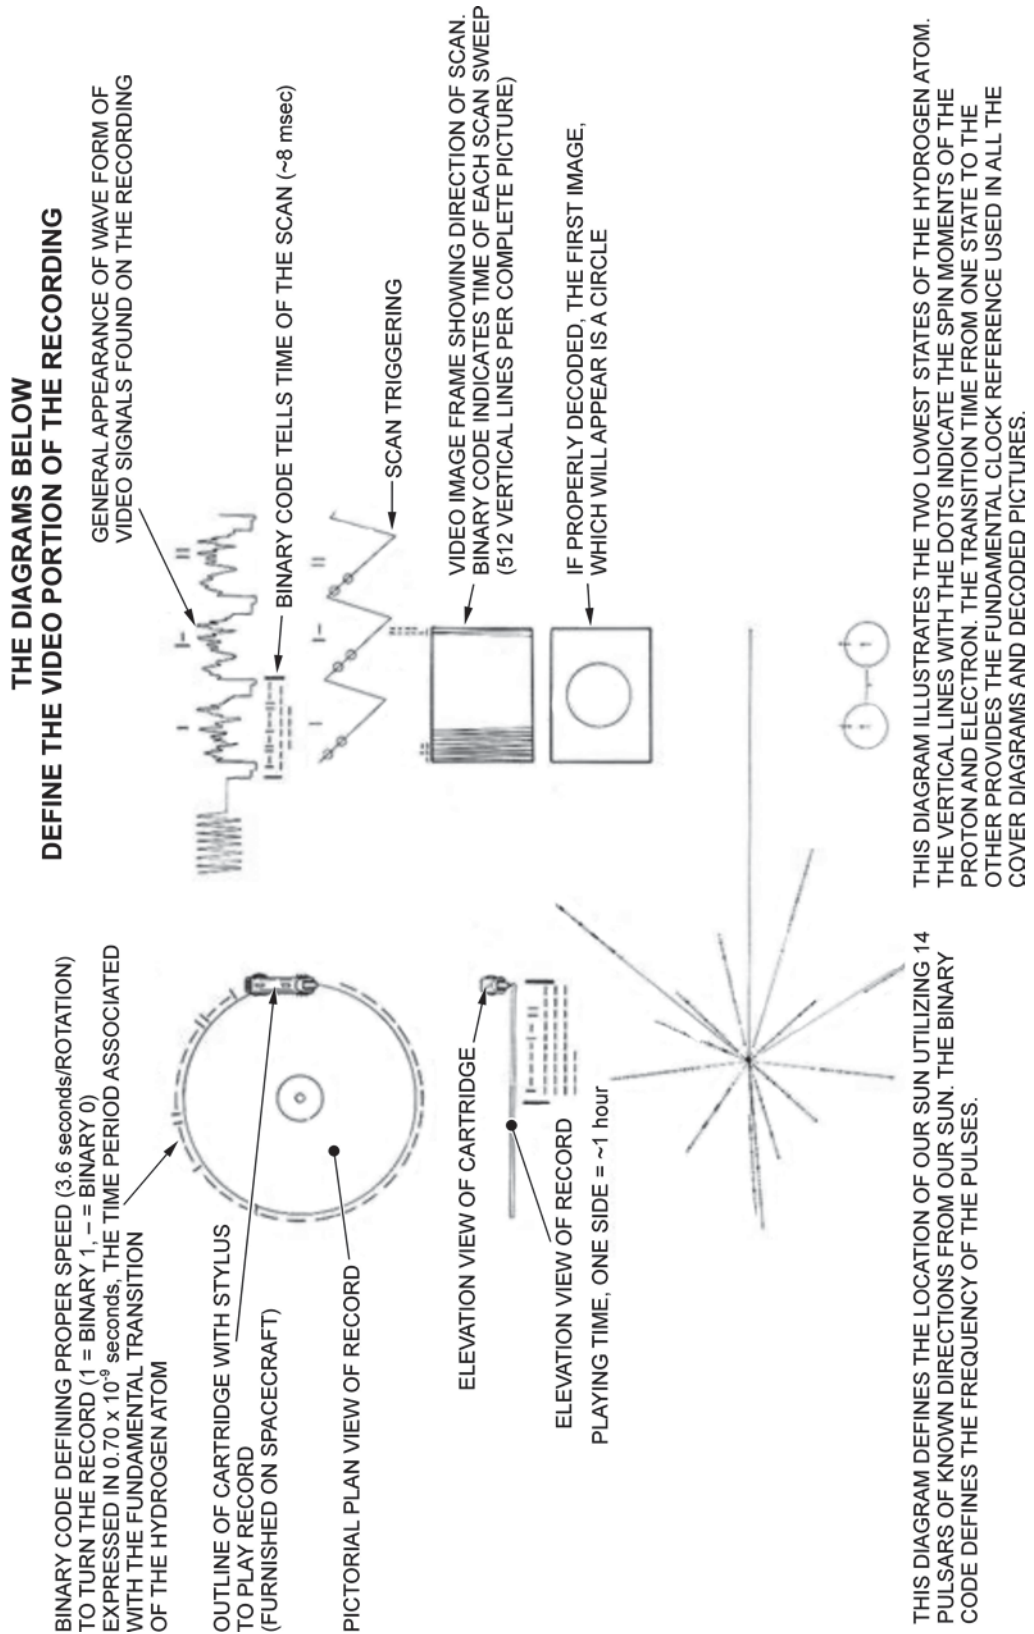 THE DIAGRAMS BELOW
DEFINE THE VIDEO PORTION OF THE RECORDING
BINARY CODE DEFINING PROPER SPEED (3.6 seconds/ROTATION)
TO TURN THE RECORD (1 = BINARY 1, – = BINARY 0)
EXPRESSED IN 0.70 x 10⁻⁹ seconds, THE TIME PERIOD ASSOCIATED
WITH THE FUNDAMENTAL TRANSITION
OF THE HYDROGEN ATOM
OUTLINE OF CARTRIDGE WITH STYLUS
TO PLAY RECORD
(FURNISHED ON SPACECRAFT)
PICTORIAL PLAN VIEW OF RECORD
ELEVATION VIEW OF CARTRIDGE
ELEVATION VIEW OF RECORD
PLAYING TIME, ONE SIDE = ~1 hour
THIS DIAGRAM DEFINES THE LOCATION OF OUR SUN UTILIZING 14
PULSARS OF KNOWN DIRECTIONS FROM OUR SUN. THE BINARY
CODE DEFINES THE FREQUENCY OF THE PULSES.
GENERAL APPEARANCE OF WAVE FORM OF
VIDEO SIGNALS FOUND ON THE RECORDING
BINARY CODE TELLS TIME OF THE SCAN (~8 msec)
SCAN TRIGGERING
VIDEO IMAGE FRAME SHOWING DIRECTION OF SCAN.
BINARY CODE INDICATES TIME OF EACH SCAN SWEEP
(512 VERTICAL LINES PER COMPLETE PICTURE)
IF PROPERLY DECODED, THE FIRST IMAGE,
WHICH WILL APPEAR IS A CIRCLE
THIS DIAGRAM ILLUSTRATES THE TWO LOWEST STATES OF THE HYDROGEN ATOM.
THE VERTICAL LINES WITH THE DOTS INDICATE THE SPIN MOMENTS OF THE
PROTON AND ELECTRON. THE TRANSITION TIME FROM ONE STATE TO THE
OTHER PROVIDES THE FUNDAMENTAL CLOCK REFERENCE USED IN ALL THE
COVER DIAGRAMS AND DECODED PICTURES.